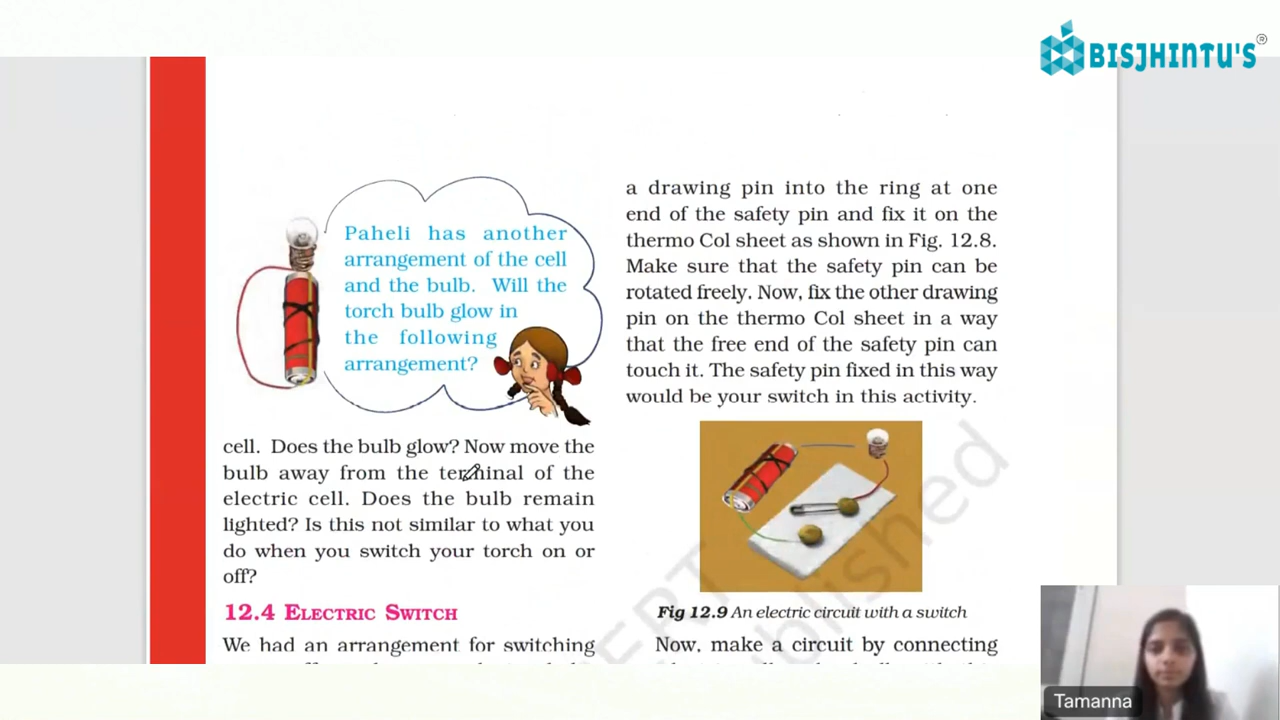 BISJHINTU'S
Paheli has another
arrangement of the cell
and the bulb. Will the
torch bulb glow in
the following
arrangement?
cell. Does the bulb glow? Now move the
bulb away from the terminal of the
electric cell. Does the bulb remain
lighted? Is this not similar to what you
do when you switch your torch on or
off?
12.4 ELECTRIC SWITCH
We had an arrangement for switching
a drawing pin into the ring at one
end of the safety pin and fix it on the
thermo Col sheet as shown in Fig. 12.8.
Make sure that the safety pin can be
rotated freely. Now, fix the other drawing
pin on the thermo Col sheet in a way
that the free end of the safety pin can
touch it. The safety pin fixed in this way
would be your switch in this activity.
Fig 12.9 An electric circuit with a switch
Now, make a circuit by connecting
Tamanna